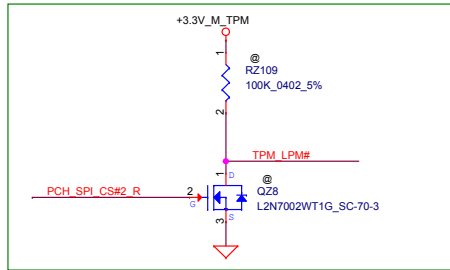 +3.3V_M_TPM
1
@
RZ109
100K_0402_5%
2
TPM_LPM#
1 D
@
PCH_SPI_CS#2_R
2
G
QZ8
L2N7002WT1G_SC-70-3
S
3